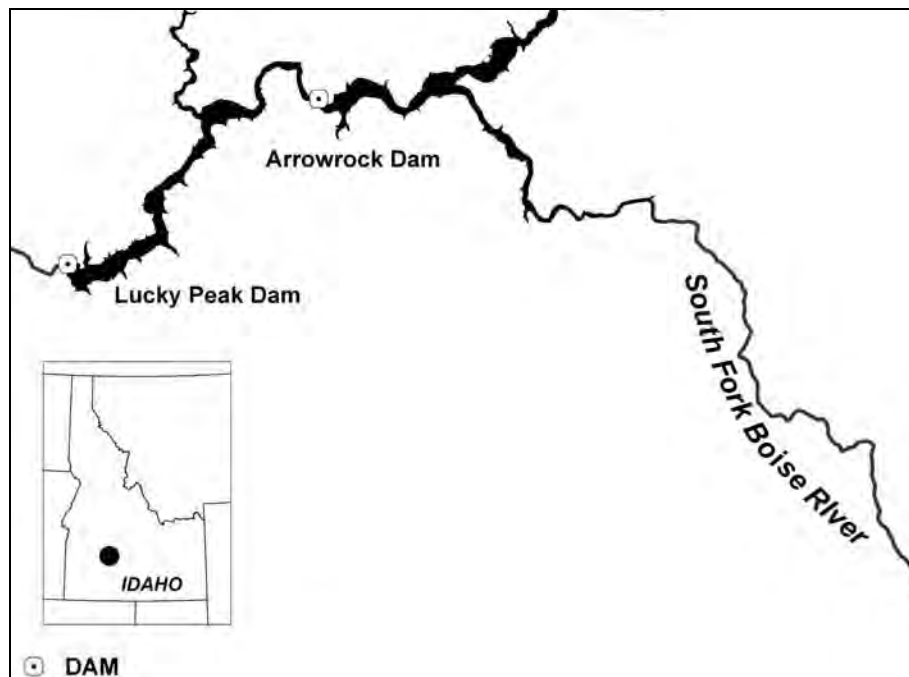 Arrowrock Dam
Lucky Peak Dam
South Fork Boise RIver
IDAHO
DAM